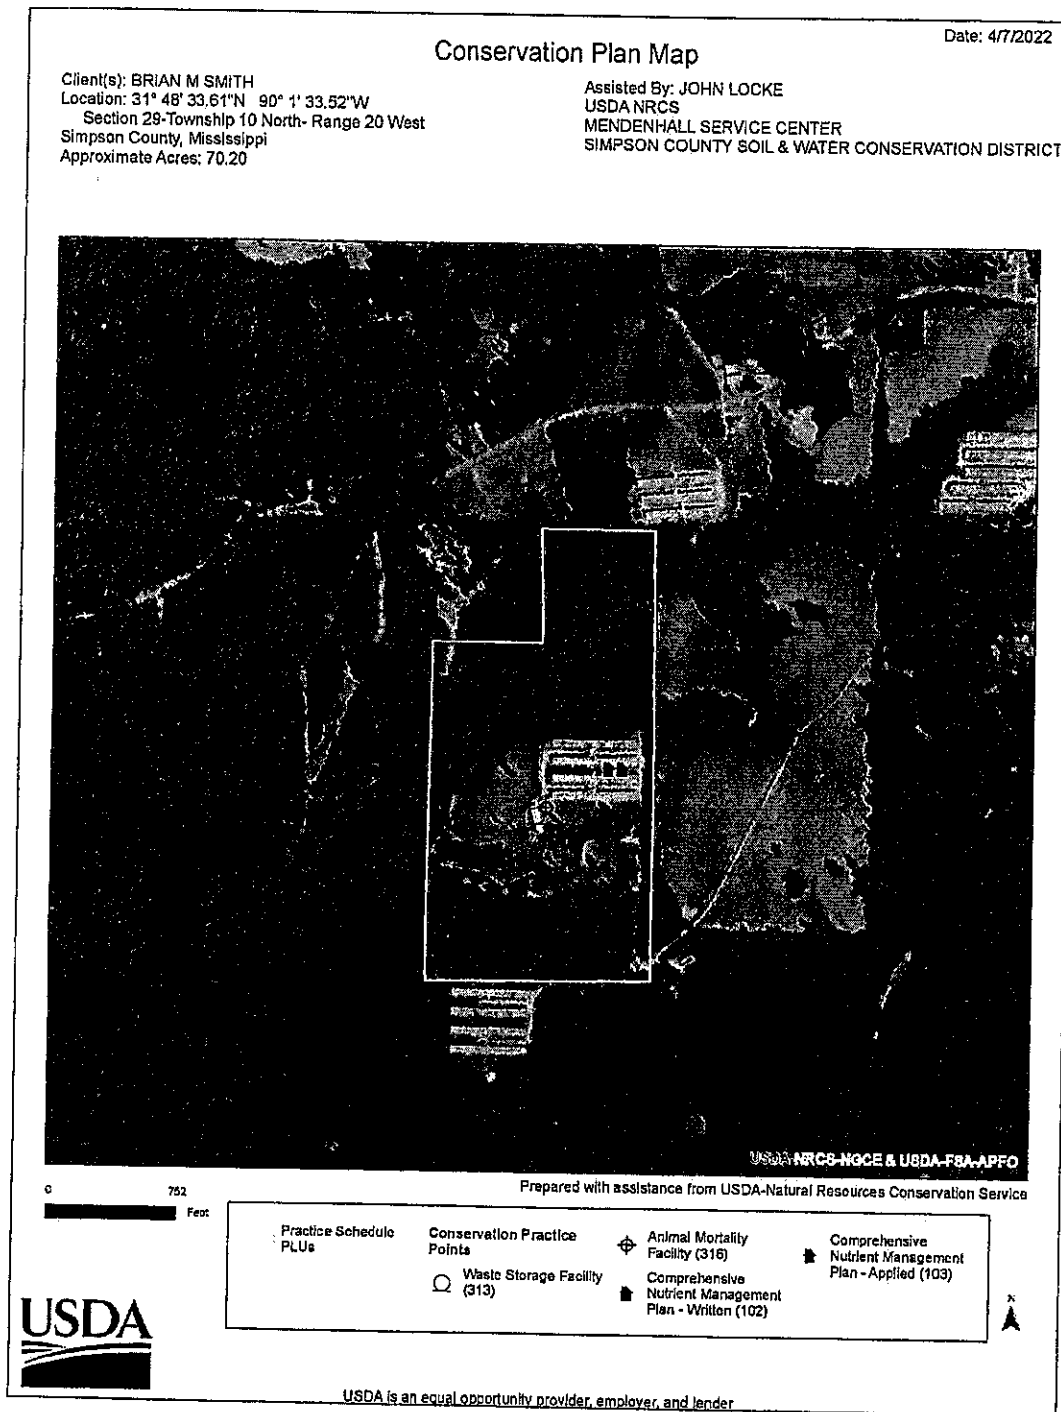 Date: 4/7/2022
Conservation Plan Map
Client(s): BRIAN M SMITH
Location: 31° 48' 33.61"N 90° 1' 33.52"W
Section 29-Township 10 North- Range 20 West
Simpson County, Mississippi
Approximate Acres: 70.20
Assisted By: JOHN LOCKE
USDA NRCS
MENDENHALL SERVICE CENTER
SIMPSON COUNTY SOIL & WATER CONSERVATION DISTRICT
USDA-NRCS-NGCE & USDA-FSA-APFO
Prepared with assistance from USDA-Natural Resources Conservation Service
0 752
Feet
Practice Schedule
PLUs
Conservation Practice
Points
Waste Storage Facility
(313)
Animal Mortality
Facility (316)
Comprehensive
Nutrient Management
Plan - Written (102)
Comprehensive
Nutrient Management
Plan - Applied (103)
N
USDA
USDA is an equal opportunity provider, employer, and lender